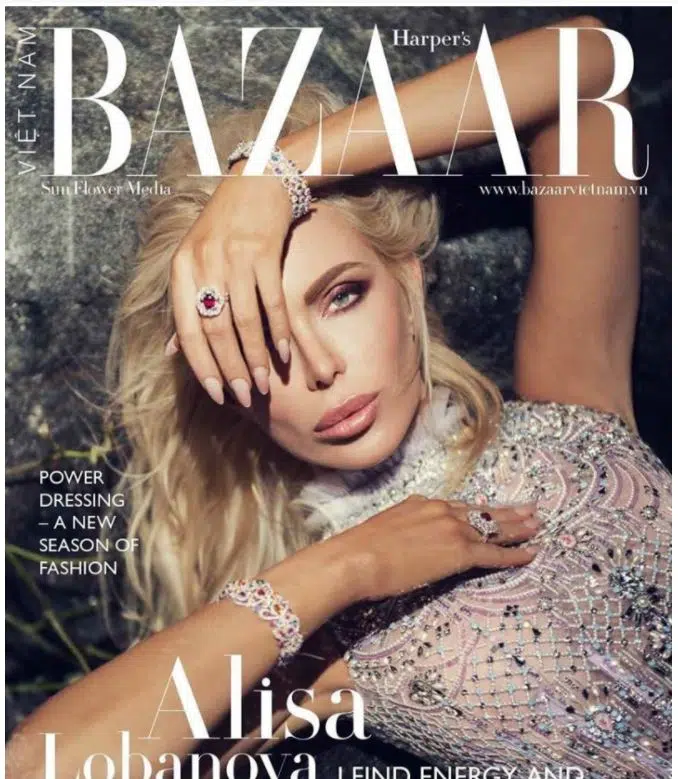 VIỆT NAM
Harper's
BAZAAR
Sun Flower Media
www.bazaarvietnam.vn
POWER
DRESSING
– A NEW
SEASON OF
FASHION
Alisa
Lobanova
I FIND ENERGY AND